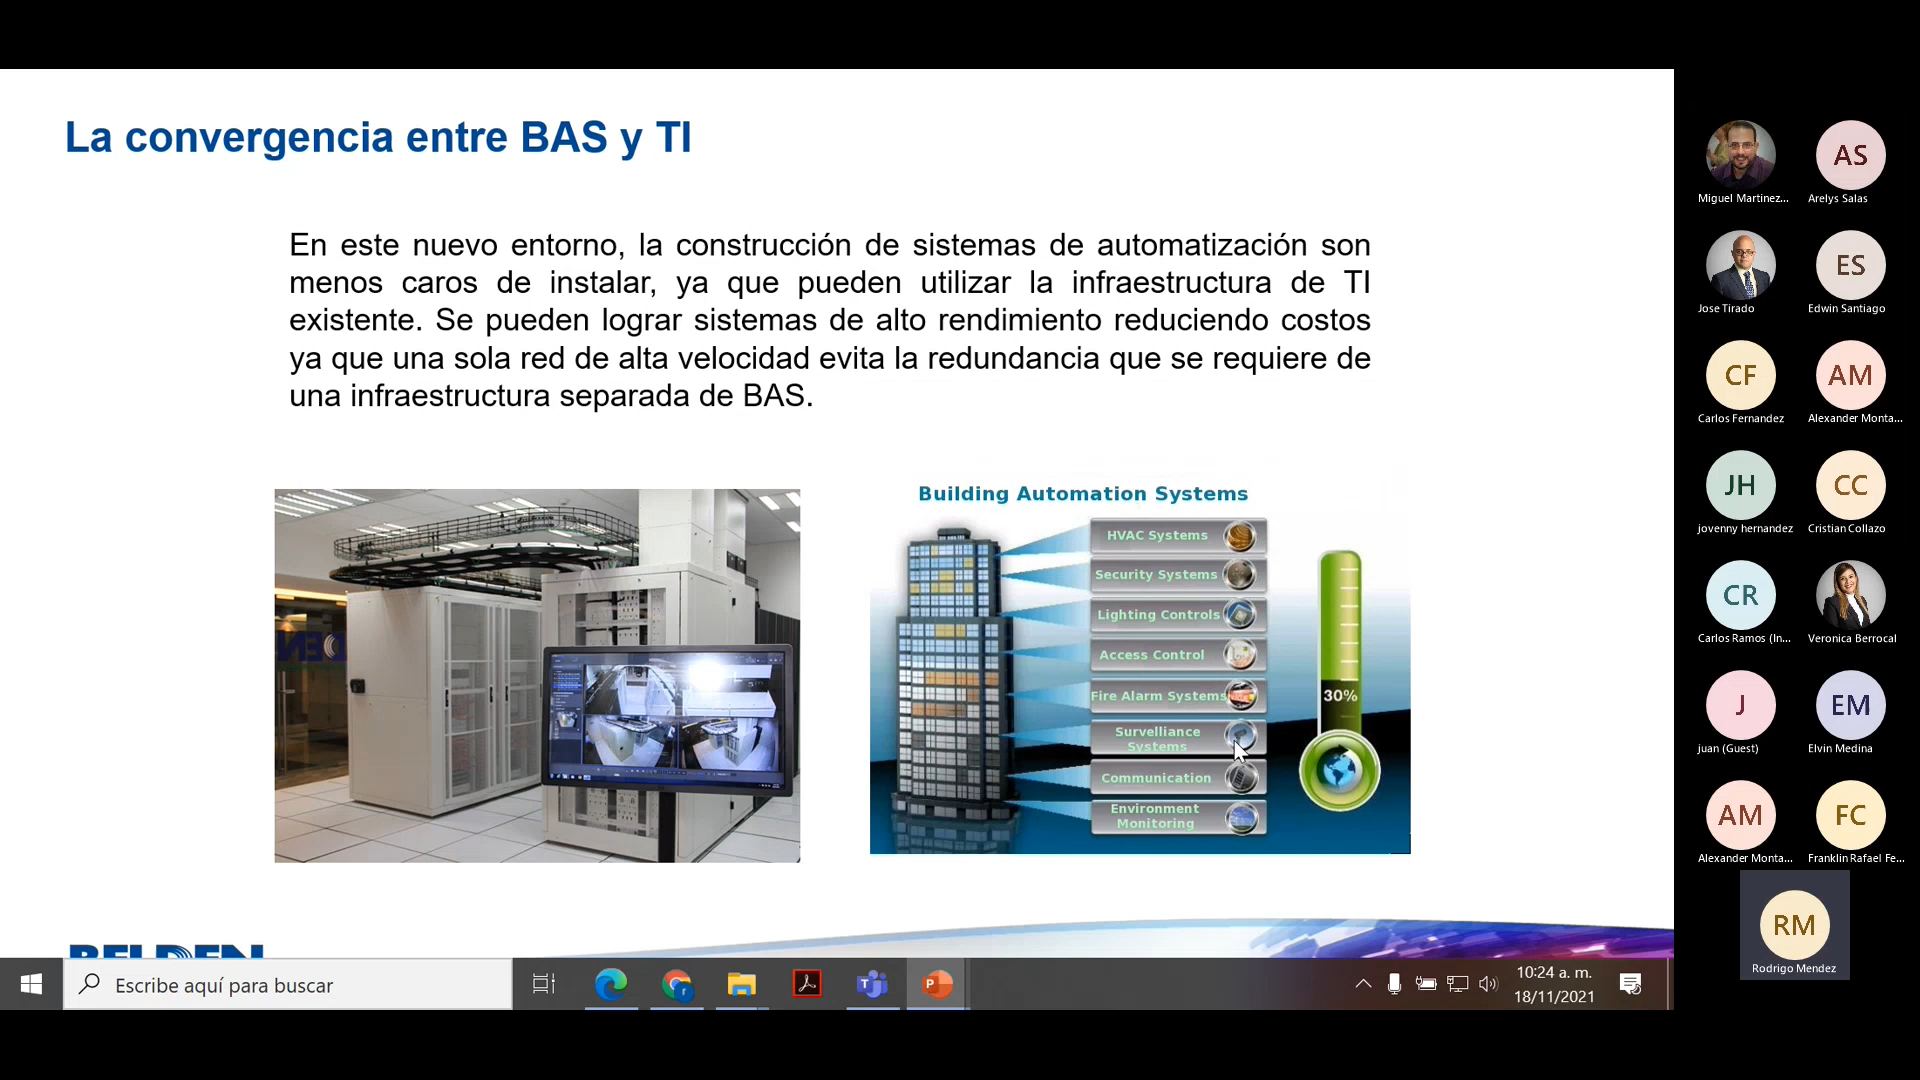 La convergencia entre BAS y TI
En este nuevo entorno, la construcción de sistemas de automatización son
menos caros de instalar, ya que pueden utilizar la infraestructura de TI
existente. Se pueden lograr sistemas de alto rendimiento reduciendo costos
ya que una sola red de alta velocidad evita la redundancia que se requiere de
una infraestructura separada de BAS.
Building Automation Systems
HVAC Systems
Security Systems
Lighting Controls
Access Control
Fire Alarm Systems
Survelliance
Systems
Communication
Environment
Monitoring
30%
BELDEN
Escribe aquí para buscar
10:24 a. m.
18/11/2021
Miguel Martinez...
AS
Arelys Salas
Jose Tirado
ES
Edwin Santiago
CF
Carlos Fernandez
AM
Alexander Monta...
JH
jovenny hernandez
CC
Cristian Collazo
CR
Carlos Ramos (In...
Veronica Berrocal
J
juan (Guest)
EM
Elvin Medina
AM
Alexander Monta...
FC
Franklin Rafael Fe...
RM
Rodrigo Mendez